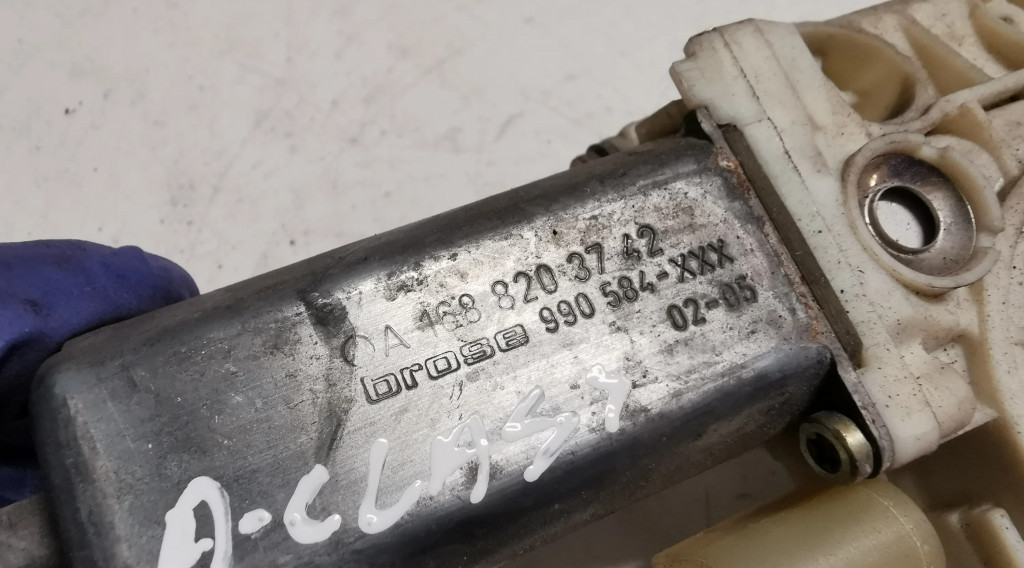 A 168 820 37 42
brose 990 584-XXX
02-05
A-CLASS